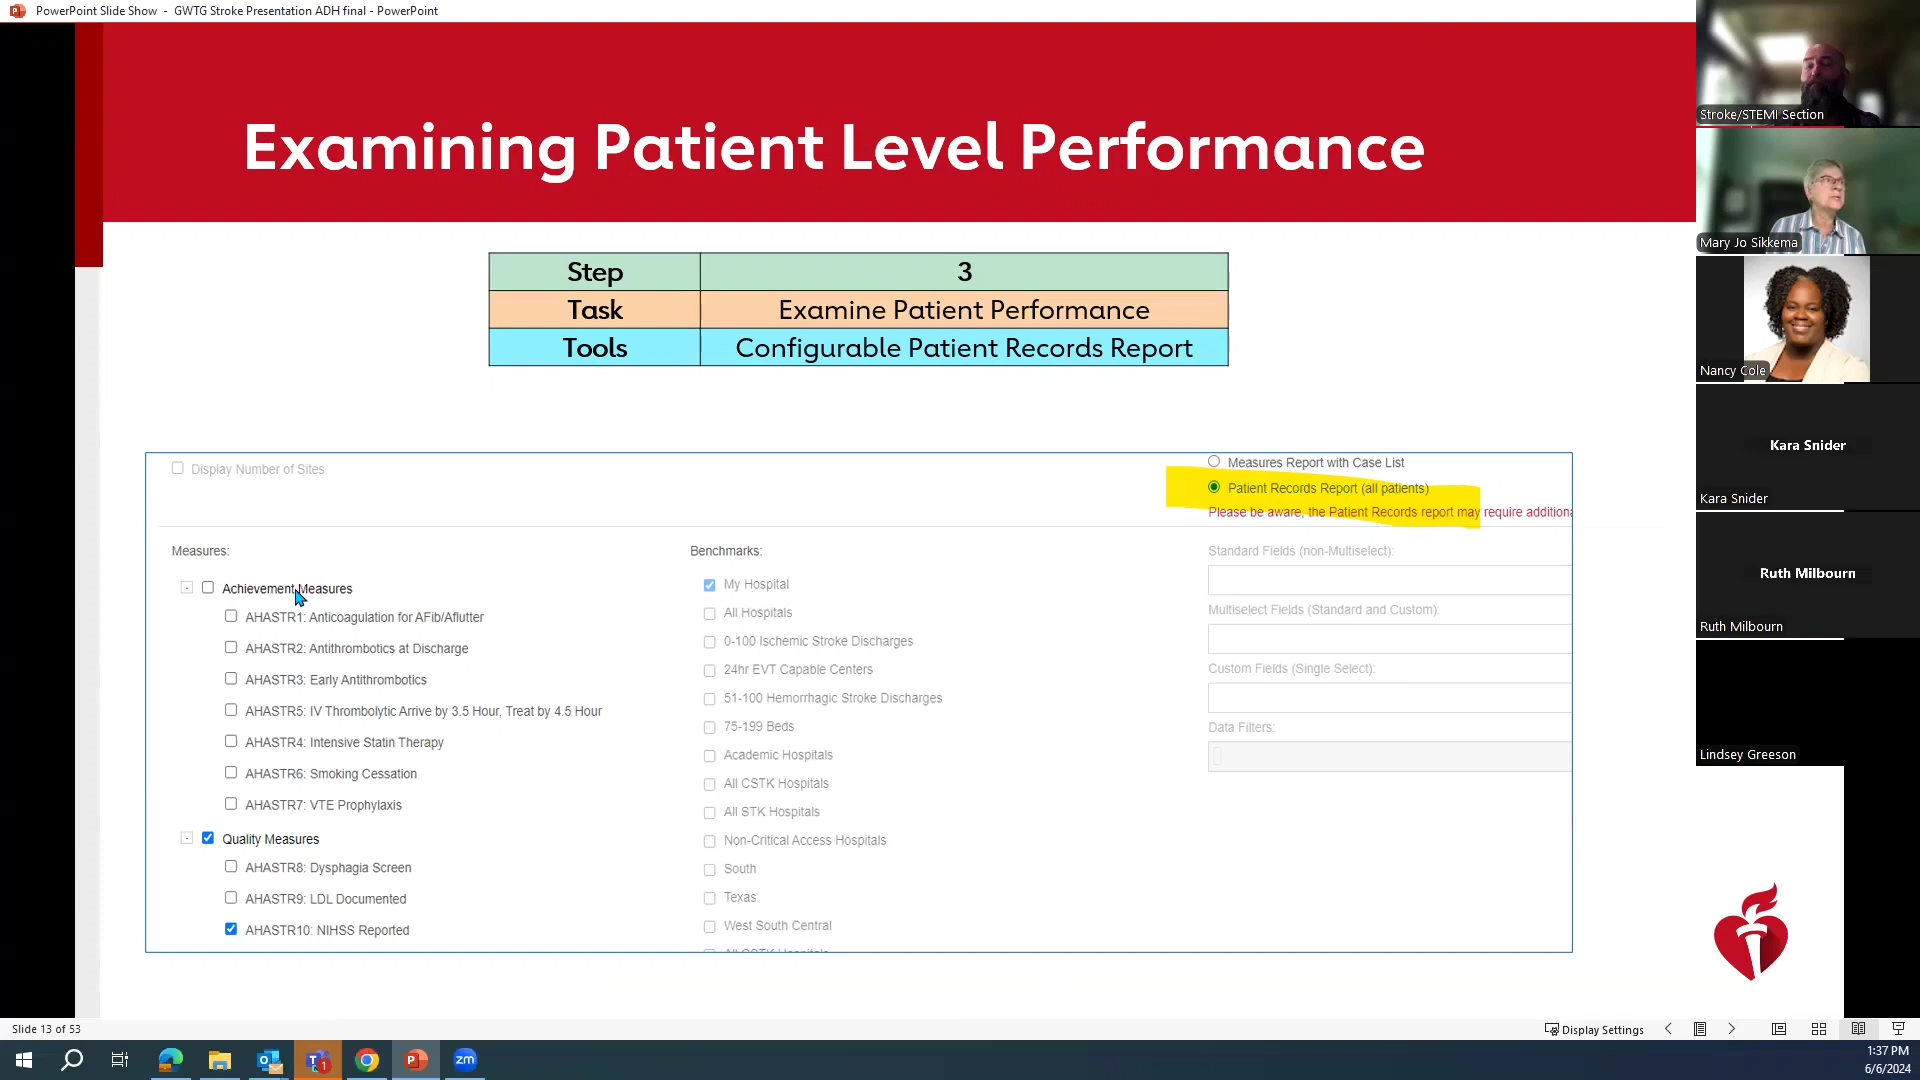 PowerPoint Slide Show - GWTG Stroke Presentation ADH final - PowerPoint
Examining Patient Level Performance
Step 3
Task Examine Patient Performance
Tools Configurable Patient Records Report
Display Number of Sites
Measures Report with Case List
Patient Records Report (all patients)
Please be aware, the Patient Records report may require additiona
Measures:
Achievement Measures
AHASTR1: Anticoagulation for AFib/Aflutter
AHASTR2: Antithrombotics at Discharge
AHASTR3: Early Antithrombotics
AHASTR5: IV Thrombolytic Arrive by 3.5 Hour, Treat by 4.5 Hour
AHASTR4: Intensive Statin Therapy
AHASTR6: Smoking Cessation
AHASTR7: VTE Prophylaxis
Quality Measures
AHASTR8: Dysphagia Screen
AHASTR9: LDL Documented
AHASTR10: NIHSS Reported
Benchmarks:
My Hospital
All Hospitals
0-100 Ischemic Stroke Discharges
24hr EVT Capable Centers
51-100 Hemorrhagic Stroke Discharges
75-199 Beds
Academic Hospitals
All CSTK Hospitals
All STK Hospitals
Non-Critical Access Hospitals
South
Texas
West South Central
Standard Fields (non-Multiselect):
Multiselect Fields (Standard and Custom):
Custom Fields (Single Select):
Data Filters:
Stroke/STEMI Section
Mary Jo Sikkema
Nancy Cole
Kara Snider
Kara Snider
Ruth Milbourn
Ruth Milbourn
Lindsey Greeson
Slide 13 of 53
Display Settings
1
zm
1:37 PM
6/6/2024